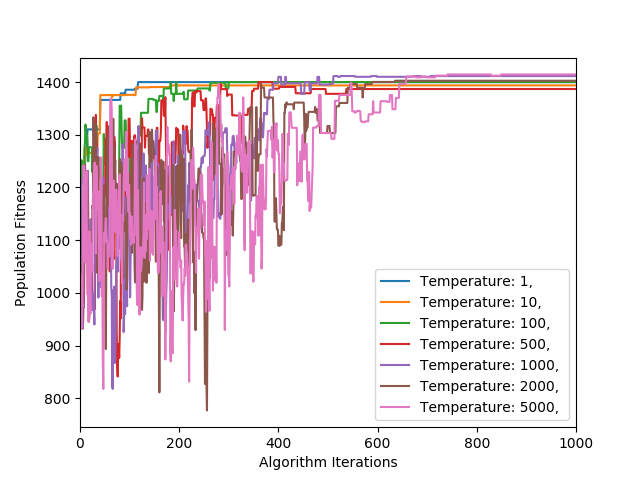 1400
1300
1200
1100
1000
900
800
Population Fitness
0 200 400 600 800 1000
Algorithm Iterations
Temperature: 1,
Temperature: 10,
Temperature: 100,
Temperature: 500,
Temperature: 1000,
Temperature: 2000,
Temperature: 5000,